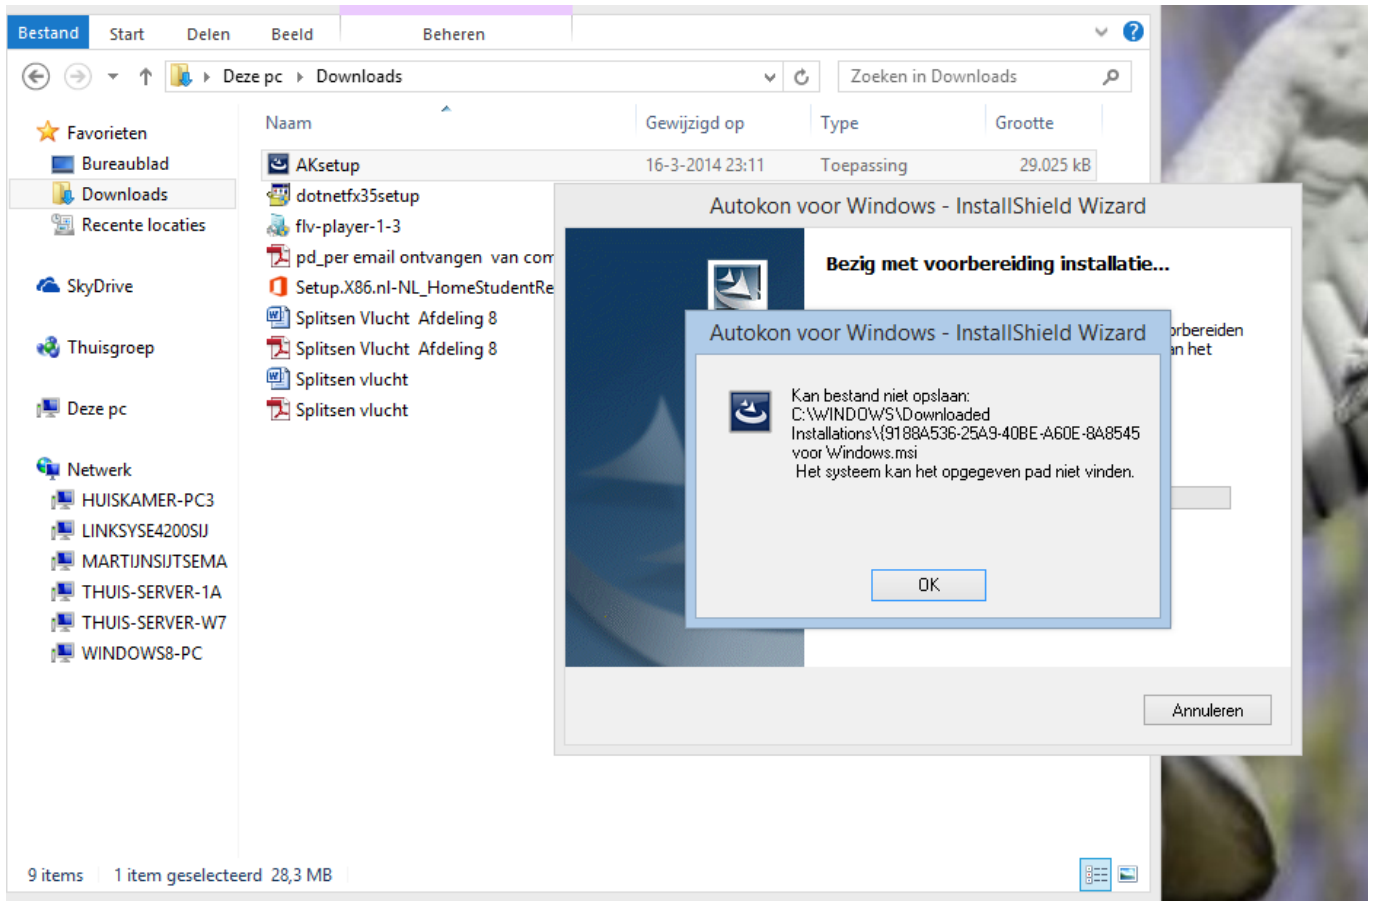 Bestand Start Delen Beeld Beheren
Deze pc Downloads Zoeken in Downloads
Naam Gewijzigd op Type Grootte
Favorieten
Bureaublad
Downloads
Recente locaties
SkyDrive
Thuisgroep
Deze pc
Netwerk
HUISKAMER-PC3
LINKSYSE4200SIJ
MARTIJNSIJTSEMA
THUIS-SERVER-1A
THUIS-SERVER-W7
WINDOWS8-PC
AKsetup 16-3-2014 23:11 Toepassing 29.025 kB
dotnetfx35setup
flv-player-1-3
pd_per email ontvangen van com
Setup.X86.nl-NL_HomeStudentRe
Splitsen Vlucht Afdeling 8
Splitsen Vlucht Afdeling 8
Splitsen vlucht
Splitsen vlucht
Autokon voor Windows - InstallShield Wizard
Bezig met voorbereiding installatie...
orbereiden
an het
Autokon voor Windows - InstallShield Wizard
Kan bestand niet opslaan:
C:\WINDOWS\Downloaded
Installations\{9188A536-25A9-40BE-A60E-8A8545
voor Windows.msi
Het systeem kan het opgegeven pad niet vinden.
OK
Annuleren
9 items 1 item geselecteerd 28,3 MB